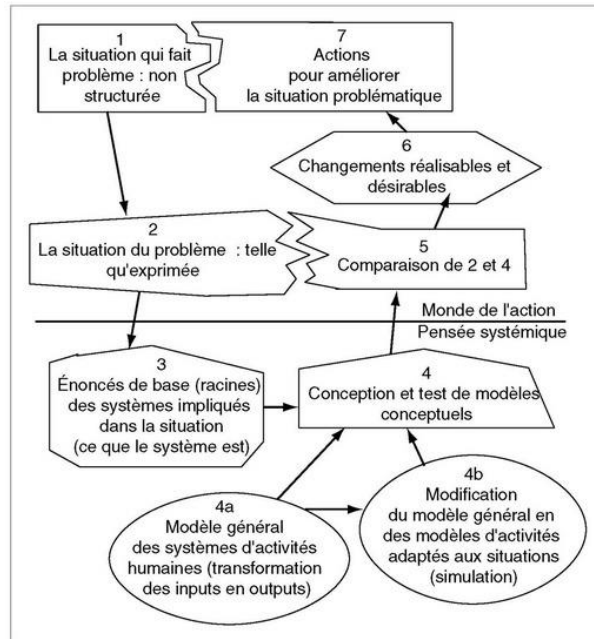 1
La situation qui fait
problème : non
structurée
7
Actions
pour améliorer
la situation problématique
6
Changements réalisables et
désirables
2
La situation du problème : telle
qu'exprimée
5
Comparaison de 2 et 4
Monde de l'action
Pensée systémique
3
Énoncés de base (racines)
des systèmes impliqués
dans la situation
(ce que le système est)
4
Conception et test de modèles
conceptuels
4a
Modèle général
des systèmes d'activités
humaines (transformation
des inputs en outputs)
4b
Modification
du modèle général en
des modèles d'activités
adaptés aux situations
(simulation)